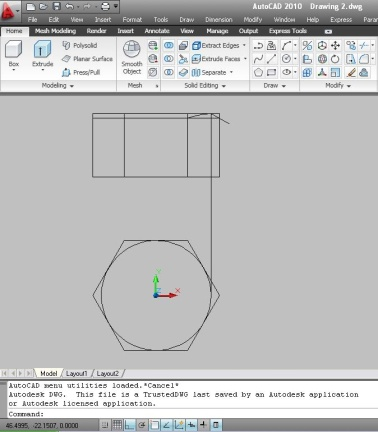 AutoCAD 2010 Drawing 2.dwg
File Edit View Insert Format Tools Draw Dimension Modify Window Help Express Paran
Home Mesh Modeling Render Insert Annotate View Manage Output Express Tools
Box
Extrude
Polysolid
Planar Surface
Press/Pull
Smooth
Object
Extract Edges
Extrude Faces
Separate
Modeling Mesh Solid Editing Draw Modify
Y
Z
X
Model Layout1 Layout2
AutoCAD menu utilities loaded.*Cancel*
Autodesk DWG. This file is a TrustedDWG last saved by an Autodesk application
or Autodesk licensed application.
Command:
46.4995, -22.1507, 0.0000